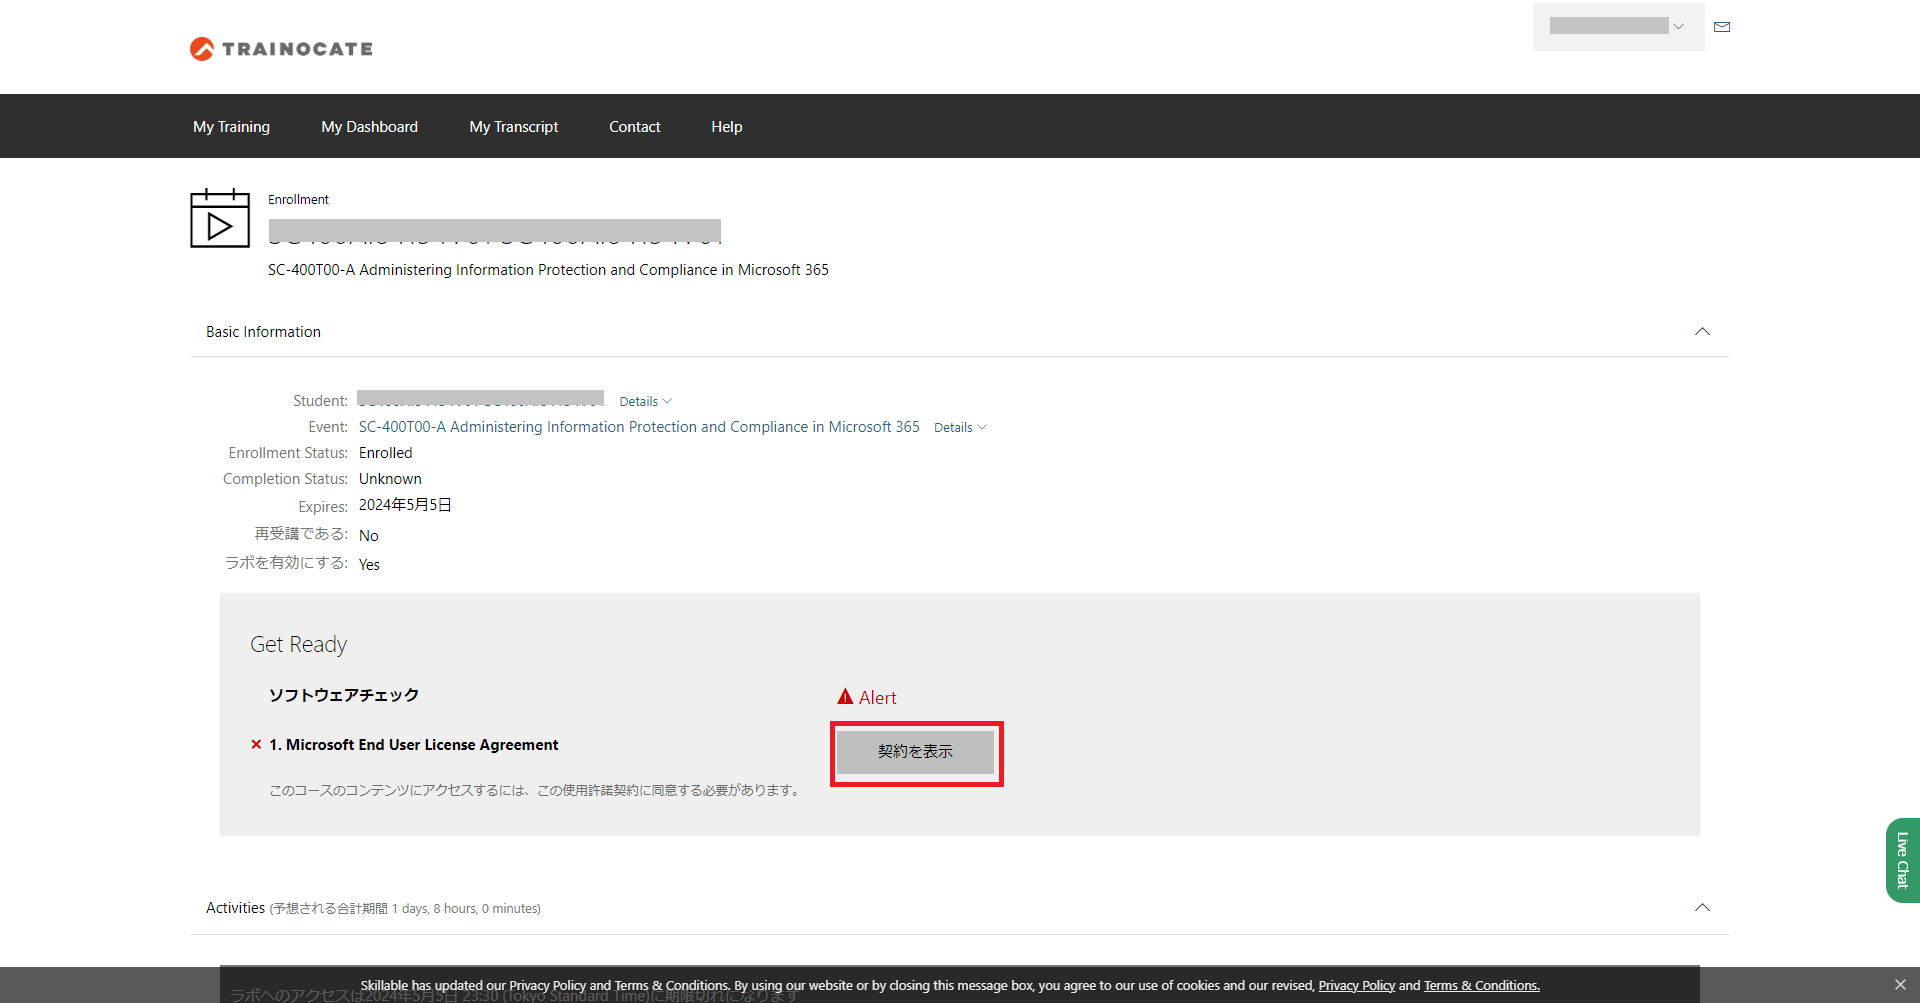 TRAINOCATE
My Training
My Dashboard
My Transcript
Contact
Help
Enrollment
SC-400T00-A Administering Information Protection and Compliance in Microsoft 365
Basic Information
Student:
Details
Event: SC-400T00-A Administering Information Protection and Compliance in Microsoft 365 Details
Enrollment Status: Enrolled
Completion Status: Unknown
Expires: 2024年5月5日
再受講である: No
ラボを有効にする: Yes
Get Ready
ソフトウェアチェック
Alert
1. Microsoft End User License Agreement
契約を表示
このコースのコンテンツにアクセスするには、この使用許諾契約に同意する必要があります。
Live Chat
Activities (予想される合計期間 1 days, 8 hours, 0 minutes)
Skillable has updated our Privacy Policy and Terms & Conditions. By using our website or by closing this message box, you agree to our use of cookies and our revised, Privacy Policy and Terms & Conditions.
ラボへのアクセスは2024年5月5日 23:30 (Tokyo Standard Time)に期限切れになります